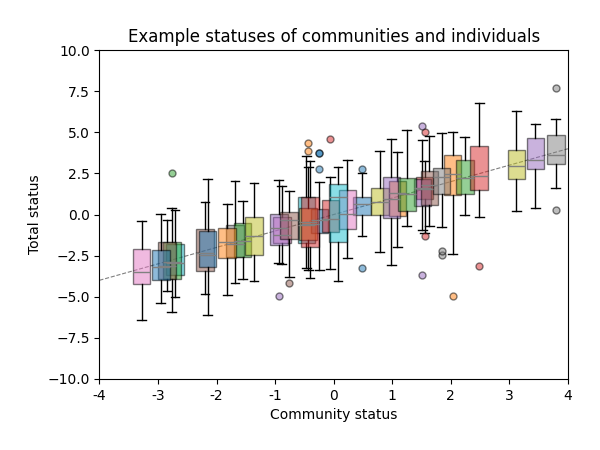 Example statuses of communities and individuals
10.0
7.5
5.0
2.5
0.0
−2.5
−5.0
−7.5
−10.0
Total status
-4 -3 -2 -1 0 1 2 3 4
Community status